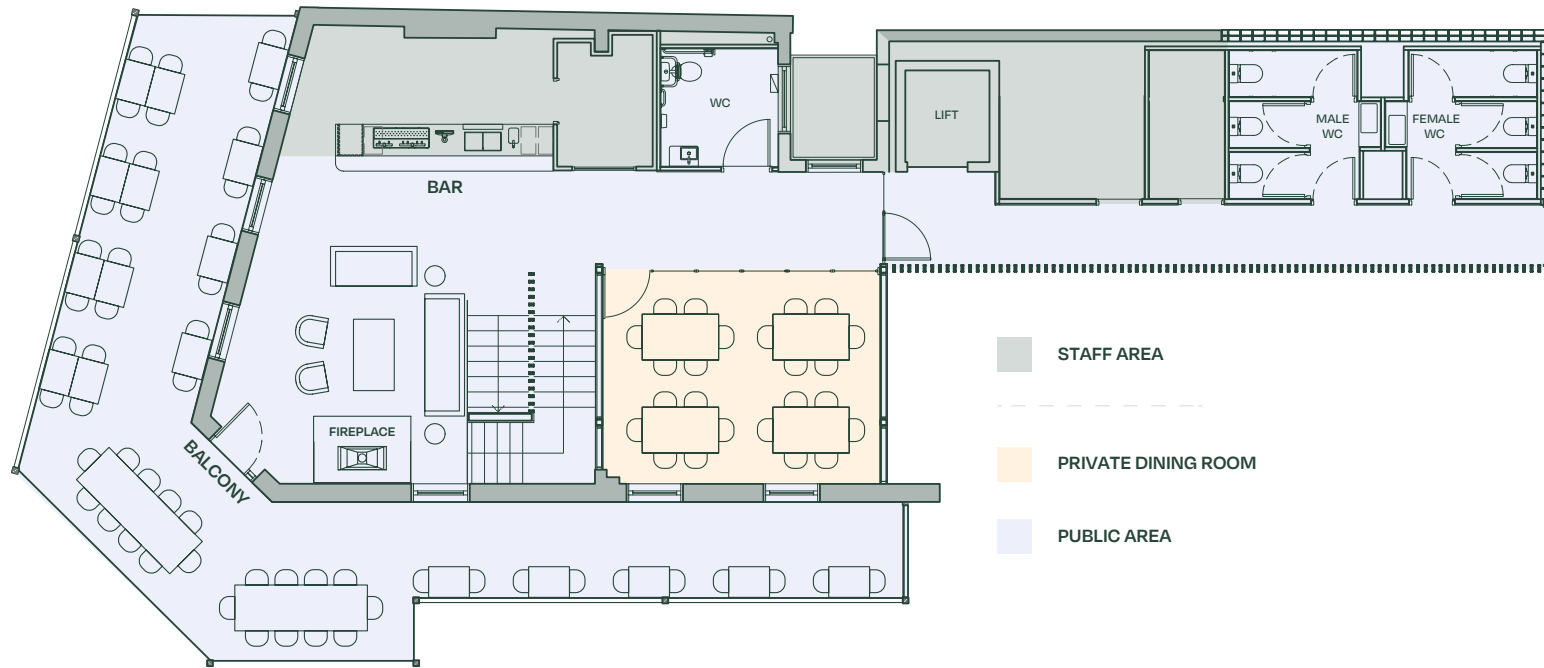 WC
LIFT
MALE
WC
FEMALE
WC
BAR
FIREPLACE
BALCONY
STAFF AREA
PRIVATE DINING ROOM
PUBLIC AREA